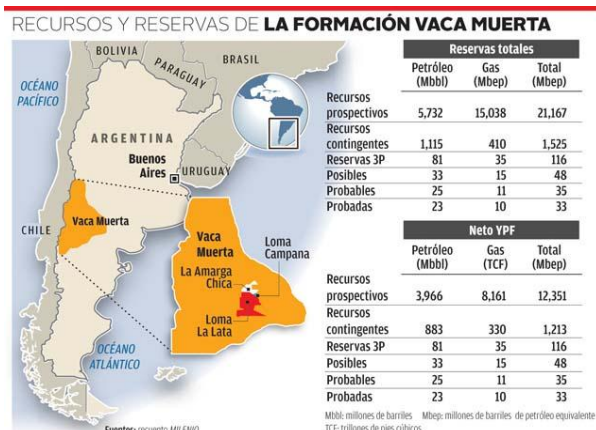 RECURSOS Y RESERVAS DE LA FORMACIÓN VACA MUERTA
BOLIVIA
PARAGUAY
BRASIL
OCÉANO
PACÍFICO
ARGENTINA
Buenos
Aires
URUGUAY
Vaca Muerta
CHILE
Vaca
Muerta
Loma
Campana
La Amarga
Chica
Loma
La Lata
OCÉANO
ATLÁNTICO
Fuentes: recuento MILENIO
Reservas totales
Petróleo Gas Total
(Mbbl) (Mbep) (Mbep)
Recursos
prospectivos 5,732 15,038 21,167
Recursos
contingentes 1,115 410 1,525
Reservas 3P 81 35 116
Posibles 33 15 48
Probables 25 11 35
Probadas 23 10 33
Neto YPF
Petróleo Gas Total
(Mbbl) (TCF) (Mbep)
Recursos
prospectivos 3,966 8,161 12,351
Recursos
contingentes 883 330 1,213
Reservas 3P 81 35 116
Posibles 33 15 48
Probables 25 11 35
Probadas 23 10 33
Mbbl: millones de barriles Mbep: millones de barriles de petróleo equivalente
TCF: trillones de pies cúbicos